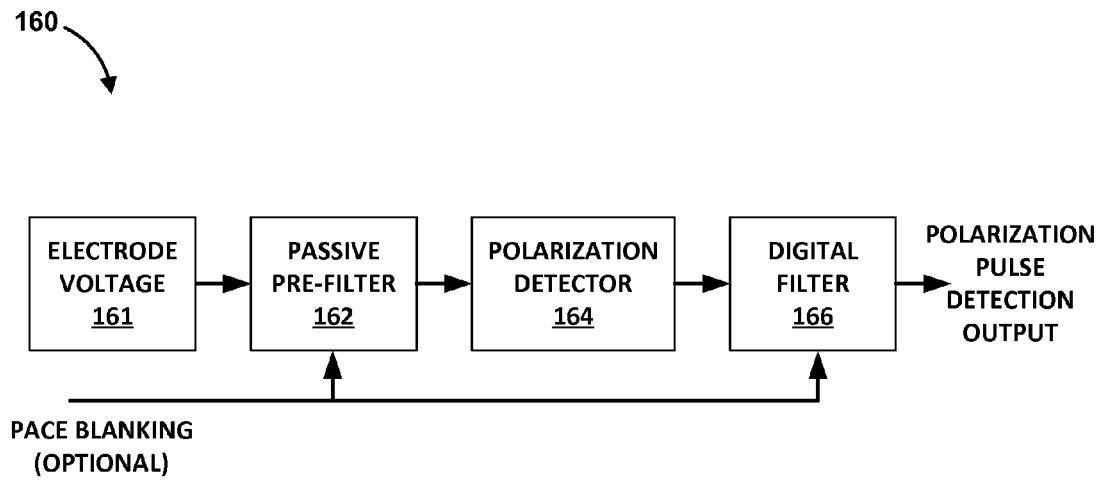 160
ELECTRODE
VOLTAGE
161
PASSIVE
PRE-FILTER
162
POLARIZATION
DETECTOR
164
DIGITAL
FILTER
166
POLARIZATION
PULSE
DETECTION
OUTPUT
PACE BLANKING
(OPTIONAL)